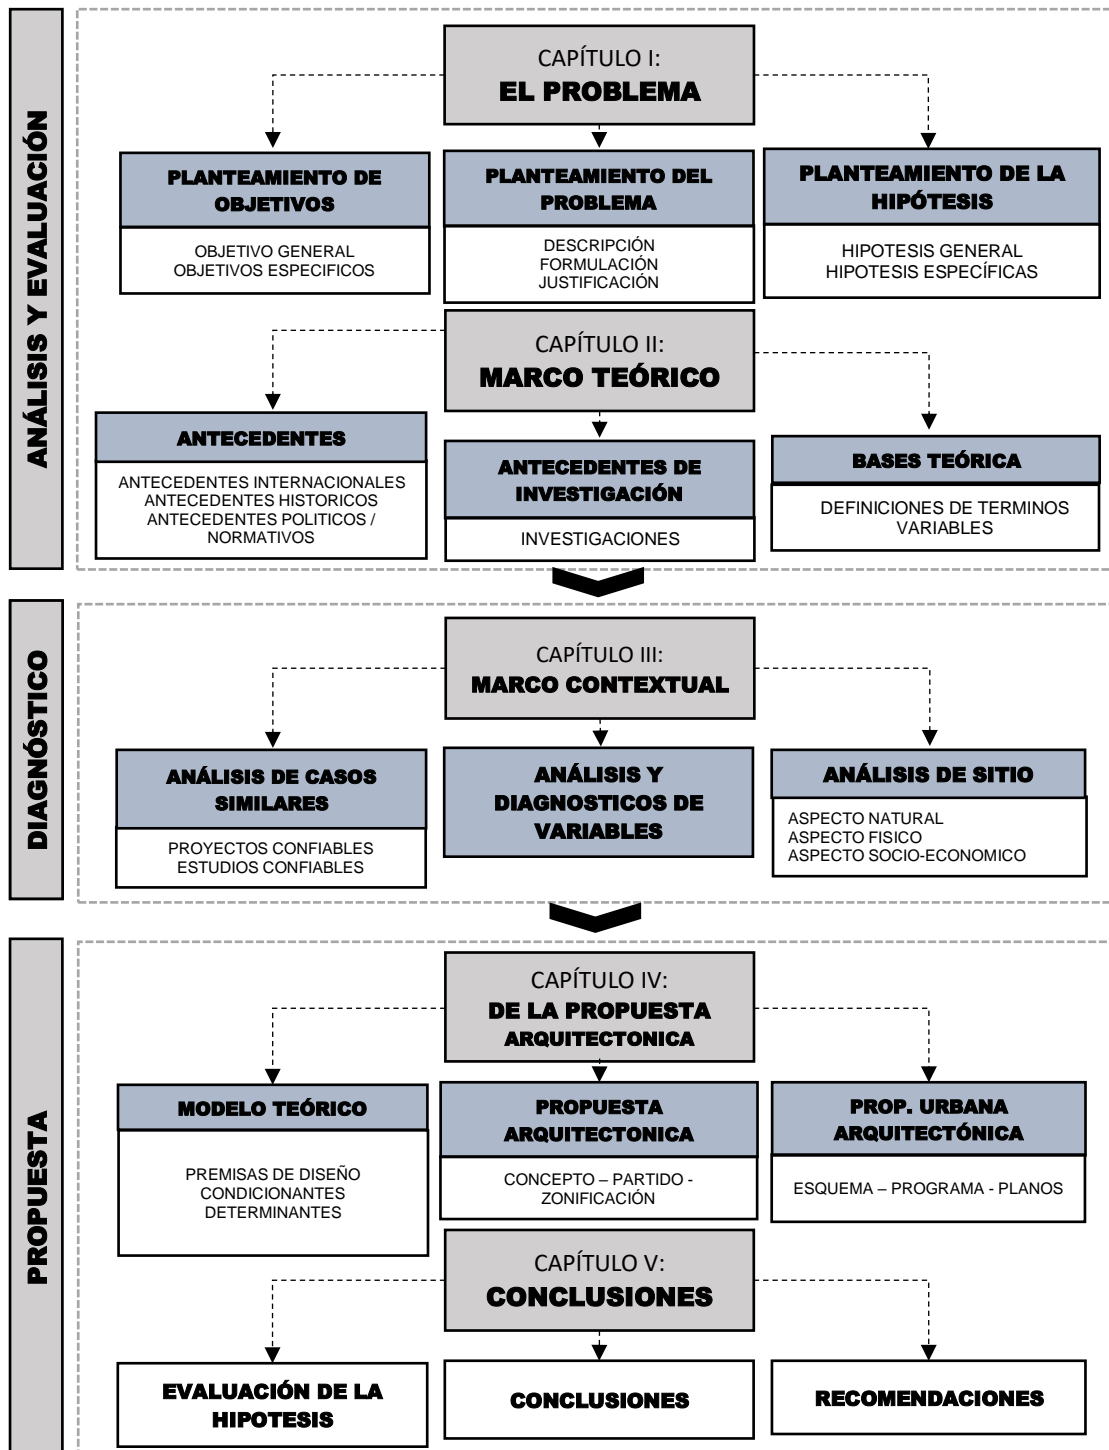 ANÁLISIS Y EVALUACIÓN
CAPÍTULO I:
EL PROBLEMA
PLANTEAMIENTO DE
OBJETIVOS
OBJETIVO GENERAL
OBJETIVOS ESPECIFICOS
PLANTEAMIENTO DEL
PROBLEMA
DESCRIPCIÓN
FORMULACIÓN
JUSTIFICACIÓN
PLANTEAMIENTO DE LA
HIPÓTESIS
HIPOTESIS GENERAL
HIPOTESIS ESPECÍFICAS
CAPÍTULO II:
MARCO TEÓRICO
ANTECEDENTES
ANTECEDENTES INTERNACIONALES
ANTECEDENTES HISTORICOS
ANTECEDENTES POLITICOS /
NORMATIVOS
ANTECEDENTES DE
INVESTIGACIÓN
INVESTIGACIONES
BASES TEÓRICA
DEFINICIONES DE TERMINOS
VARIABLES
DIAGNÓSTICO
CAPÍTULO III:
MARCO CONTEXTUAL
ANÁLISIS DE CASOS
SIMILARES
PROYECTOS CONFIABLES
ESTUDIOS CONFIABLES
ANÁLISIS Y
DIAGNOSTICOS DE
VARIABLES
ANÁLISIS DE SITIO
ASPECTO NATURAL
ASPECTO FISICO
ASPECTO SOCIO-ECONOMICO
PROPUESTA
CAPÍTULO IV:
DE LA PROPUESTA
ARQUITECTONICA
MODELO TEÓRICO
PREMISAS DE DISEÑO
CONDICIONANTES
DETERMINANTES
PROPUESTA
ARQUITECTONICA
CONCEPTO – PARTIDO -
ZONIFICACIÓN
PROP. URBANA
ARQUITECTÓNICA
ESQUEMA – PROGRAMA - PLANOS
CAPÍTULO V:
CONCLUSIONES
EVALUACIÓN DE LA
HIPOTESIS
CONCLUSIONES
RECOMENDACIONES